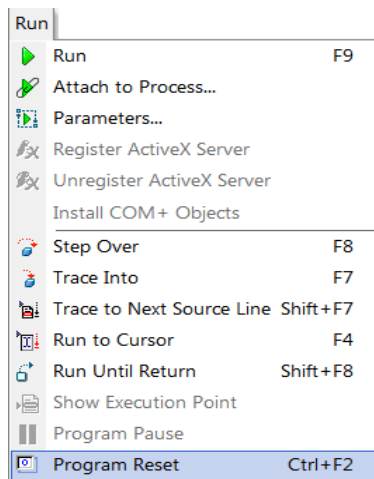 Run
Run F9
Attach to Process...
Parameters...
Register ActiveX Server
Unregister ActiveX Server
Install COM+ Objects
Step Over F8
Trace Into F7
Trace to Next Source Line Shift+F7
Run to Cursor F4
Run Until Return Shift+F8
Show Execution Point
Program Pause
Program Reset Ctrl+F2